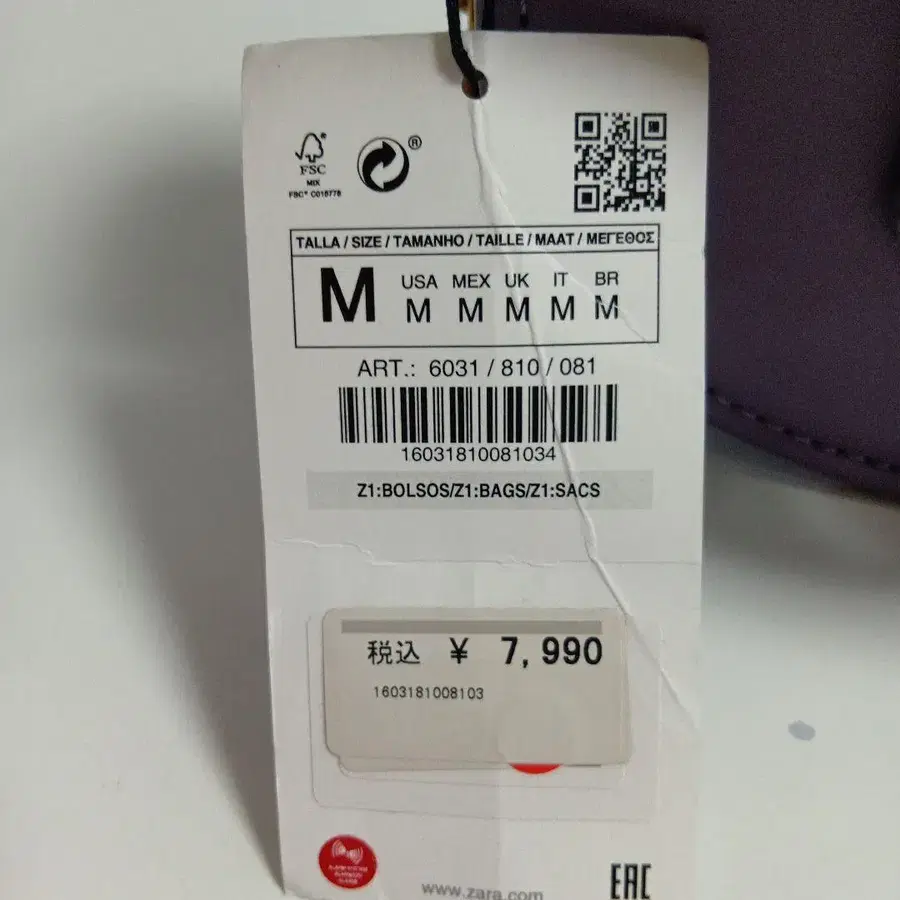 FSC
MIX
FSC® C015778
®
TALLA / SIZE / TAMANHO / TAILLE / MAAT / ΜΕΓΕΘΟΣ
M
USA MEX UK IT BR
M M M M M
ART.: 6031 / 810 / 081
16031810081034
Z1:BOLSOS/Z1:BAGS/Z1:SACS
税込 ¥ 7,990
1603181008103
www.zara.com
EAC